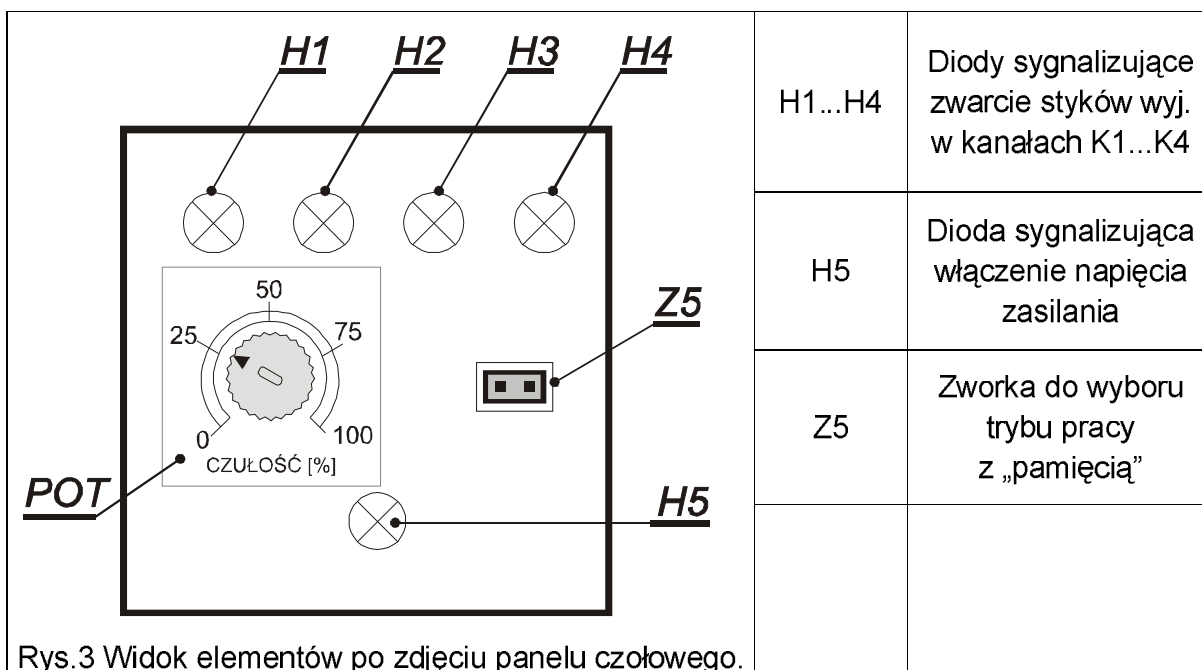 H1
H2
H3
H4
50
25
75
0
100
CZUŁOŚĆ [%]
Z5
POT
H5
Rys.3 Widok elementów po zdjęciu panelu czołowego.
H1...H4
Diody sygnalizujące
zwarcie styków wyj.
w kanałach K1...K4
H5
Dioda sygnalizująca
włączenie napięcia
zasilania
Z5
Zworka do wyboru
trybu pracy
z „pamięcią”